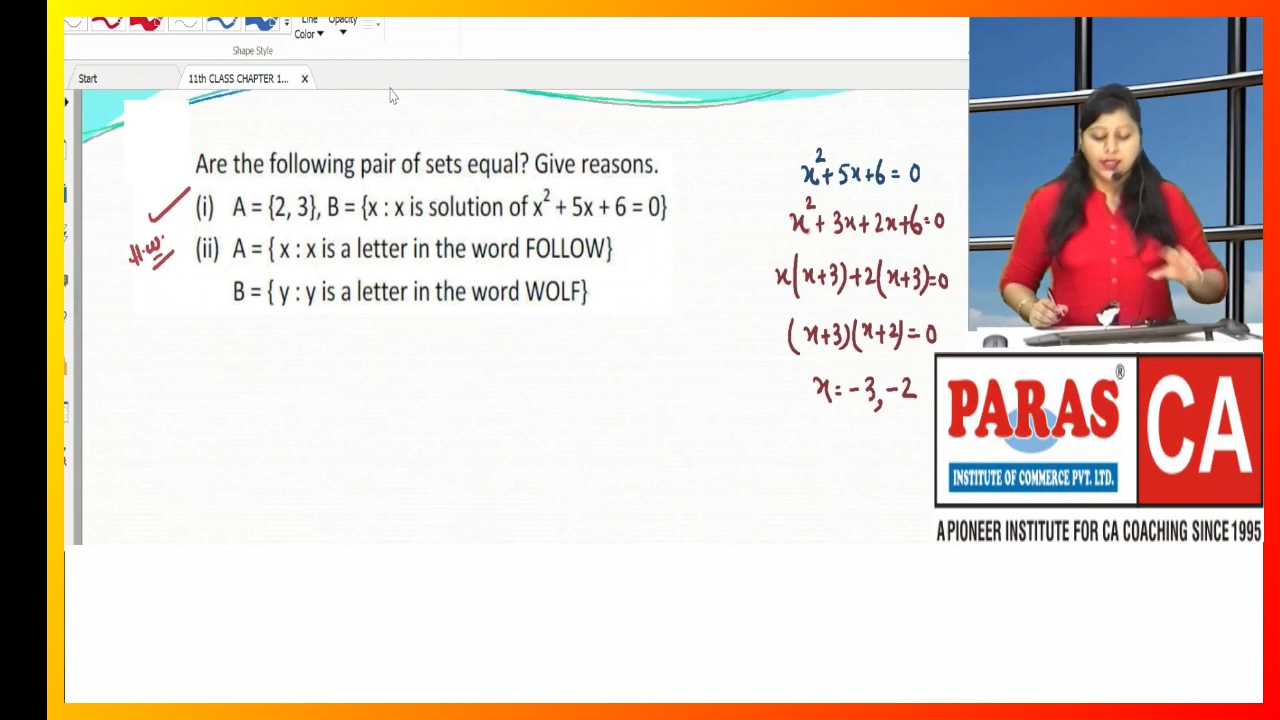 Line
Color
Opacity
Shape Style
Start
11th CLASS CHAPTER 1...
Are the following pair of sets equal? Give reasons.
(i) A = {2, 3}, B = {x : x is solution of x² + 5x + 6 = 0}
H.W.
(ii) A = { x : x is a letter in the word FOLLOW}
B = { y : y is a letter in the word WOLF}
x² + 5x + 6 = 0
x² + 3x + 2x + 6 = 0
x(x+3) + 2(x+3) = 0
(x+3)(x+2) = 0
x = -3, -2
PARAS®
INSTITUTE OF COMMERCE PVT. LTD.
CA
A PIONEER INSTITUTE FOR CA COACHING SINCE 1995